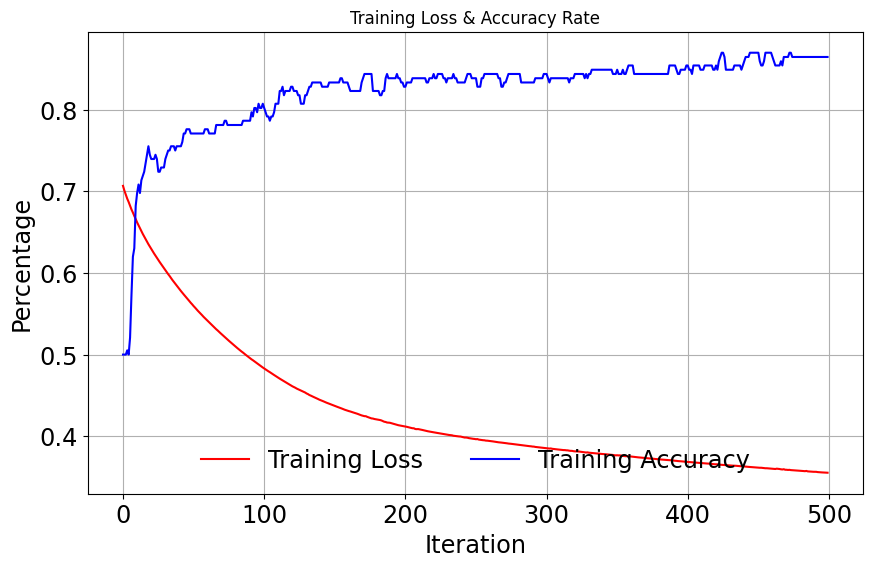 Training Loss & Accuracy Rate
Percentage
0.8
0.7
0.6
0.5
0.4
Training Loss
Training Accuracy
0 100 200 300 400 500
Iteration